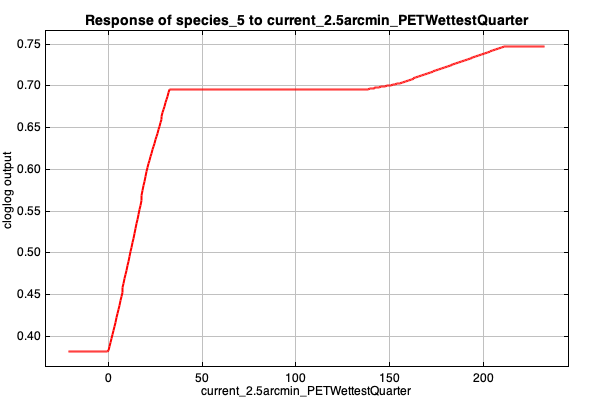 Response of species_5 to current_2.5arcmin_PETWettestQuarter
cloglog output
0.75
0.70
0.65
0.60
0.55
0.50
0.45
0.40
0 50 100 150 200
current_2.5arcmin_PETWettestQuarter